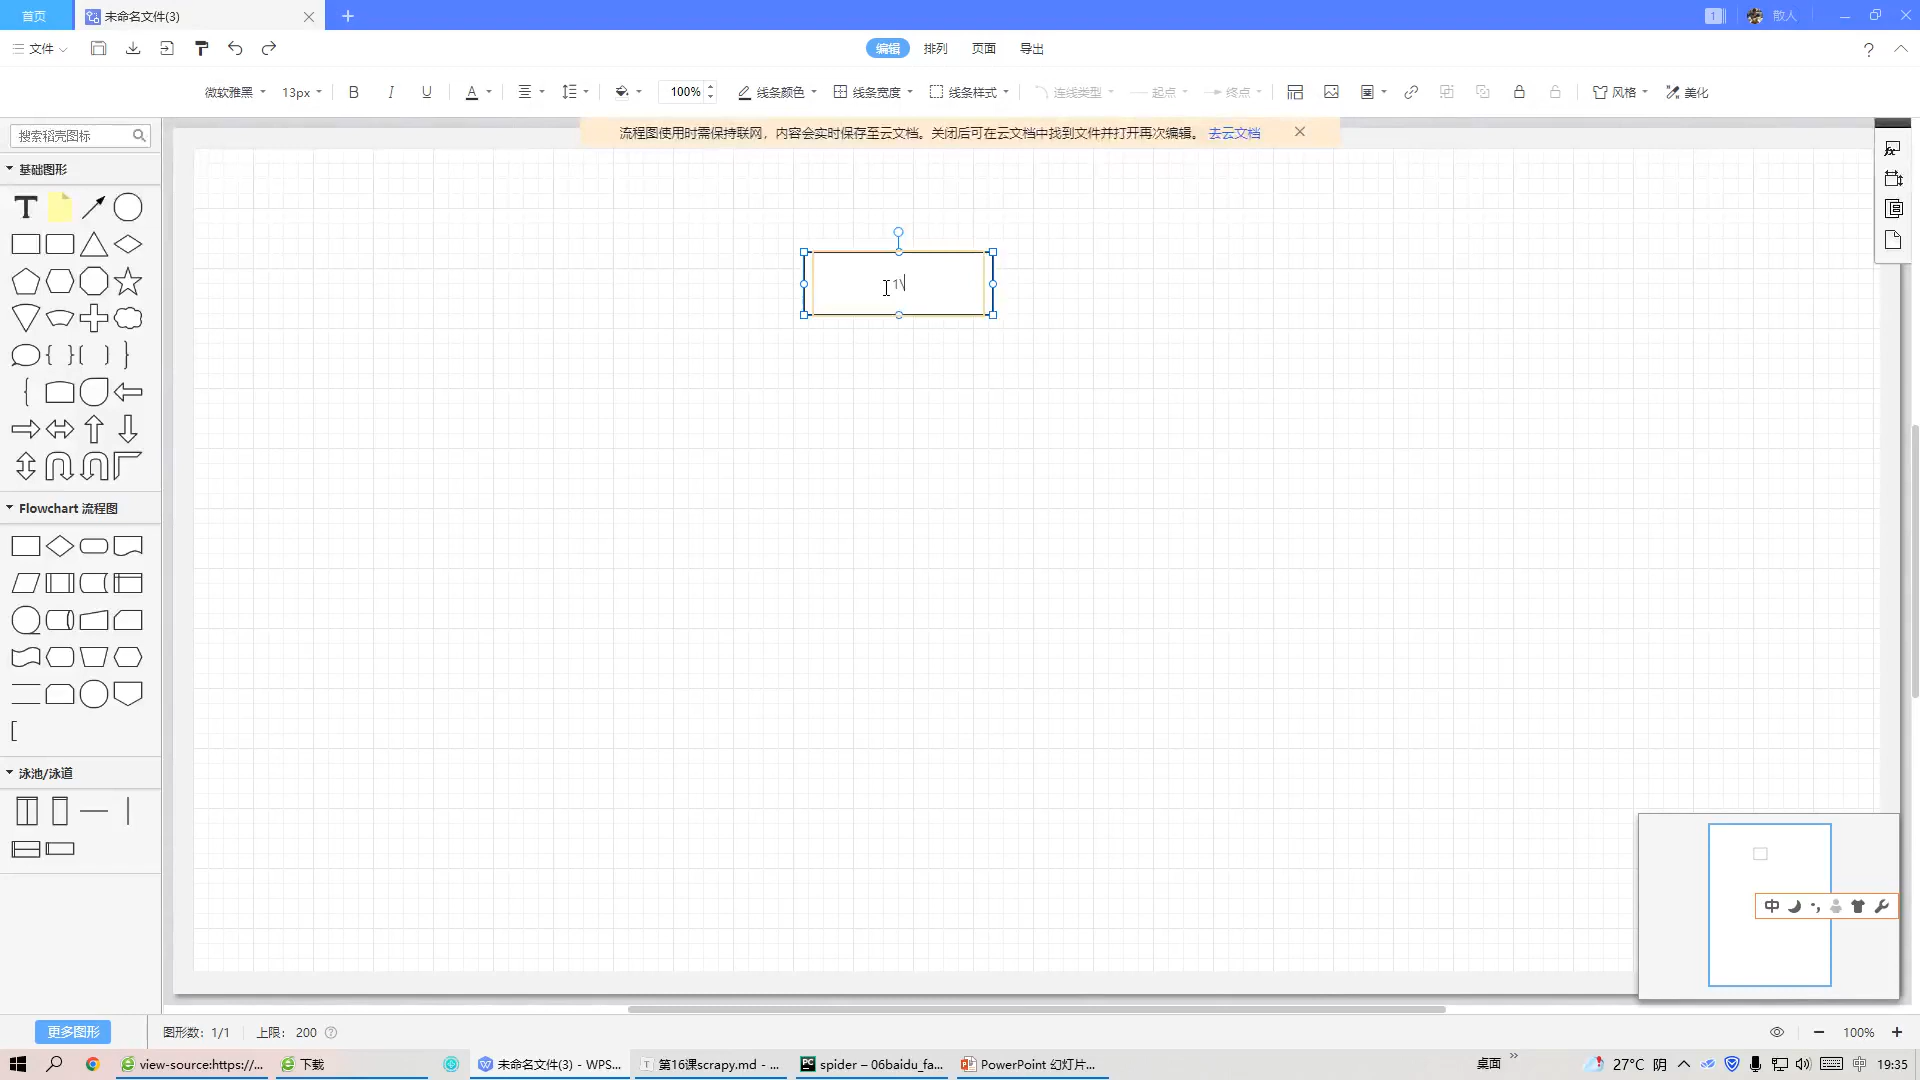 首页
未命名文件(3)
1
散人
文件
编辑
排列
页面
导出
?
微软雅黑
13px
B
I
U
A
100%
线条颜色
线条宽度
线条样式
连线类型
起点
终点
风格
美化
搜索稻壳图标
流程图使用时需保持联网，内容会实时保存至云文档。关闭后可在云文档中找到文件并打开再次编辑。
去云文档
基础图形
T
1\
Flowchart 流程图
泳池/泳道
中
更多图形
图形数：1/1
上限：200
100%
view-source:https://...
下载
未命名文件(3) - WPS...
第16课scrapy.md - ...
spider – 06baidu_fa...
PowerPoint 幻灯片...
桌面
27°C 阴
中
19:35